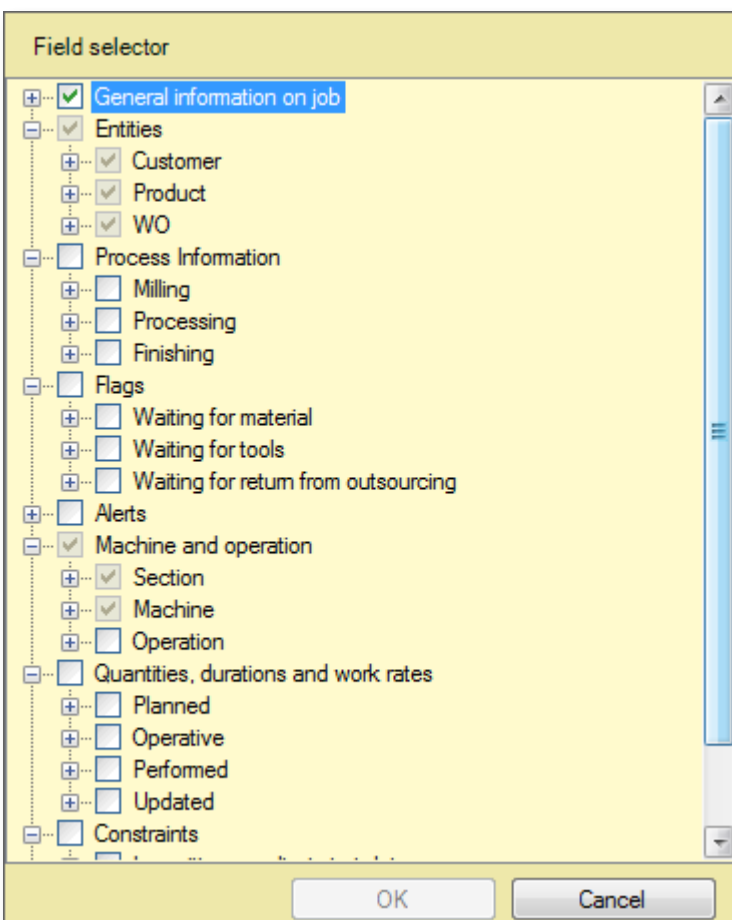 Field selector
General information on job
Entities
Customer
Product
WO
Process Information
Milling
Processing
Finishing
Flags
Waiting for material
Waiting for tools
Waiting for return from outsourcing
Alerts
Machine and operation
Section
Machine
Operation
Quantities, durations and work rates
Planned
Operative
Performed
Updated
Constraints
OK
Cancel